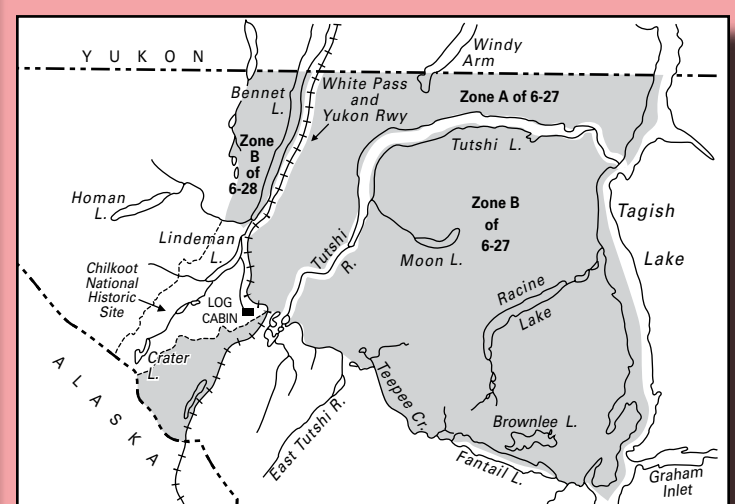 YUKON
Windy
Arm
Bennet
L.
White Pass
and
Yukon Rwy
Zone A of 6-27
Zone
B
of
6-28
Tutshi L.
Homan
L.
Zone B
of
6-27
Tagish
Lake
Lindeman
L.
Tutshi
R.
Moon L.
Chilkoot
National
Historic
Site
Racine
Lake
LOG
CABIN
Crater
L.
ALASKA
Teepee Cr.
East Tutshi R.
Brownlee L.
Fantail L.
Graham
Inlet